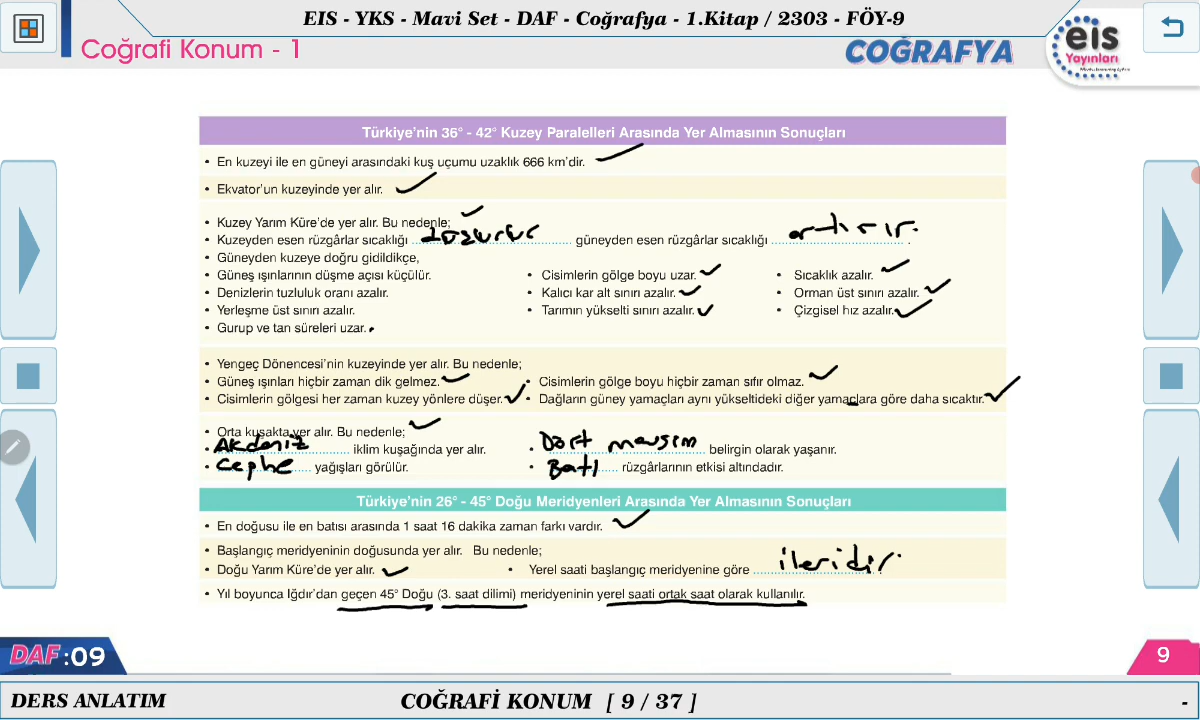 EIS - YKS - Mavi Set - DAF - Coğrafya - 1.Kitap / 2303 - FÖY-9
Coğrafi Konum - 1
COĞRAFYA
eis
Yayınları
Türkiye'nin 36° - 42° Kuzey Paralelleri Arasında Yer Almasının Sonuçları
• En kuzeyi ile en güneyi arasındaki kuş uçumu uzaklık 666 km'dir.
• Ekvator'un kuzeyinde yer alır.
• Kuzey Yarım Küre'de yer alır. Bu nedenle;
• Kuzeyden esen rüzgârlar sıcaklığı düşürür güneyden esen rüzgârlar sıcaklığı artırır.
• Güneyden kuzeye doğru gidildikçe,
• Güneş ışınlarının düşme açısı küçülür. • Cisimlerin gölge boyu uzar. • Sıcaklık azalır.
• Denizlerin tuzluluk oranı azalır. • Kalıcı kar alt sınırı azalır. • Orman üst sınırı azalır.
• Yerleşme üst sınırı azalır. • Tarımın yükselti sınırı azalır. • Çizgisel hız azalır.
• Gurup ve tan süreleri uzar.
• Yengeç Dönencesi'nin kuzeyinde yer alır. Bu nedenle;
• Güneş ışınları hiçbir zaman dik gelmez. • Cisimlerin gölge boyu hiçbir zaman sıfır olmaz.
• Cisimlerin gölgesi her zaman kuzey yönlere düşer. • Dağların güney yamaçları aynı yükseltideki diğer yamaçlara göre daha sıcaktır.
• Orta kuşakta yer alır. Bu nedenle;
• Akdeniz iklim kuşağında yer alır. • Dört mevsim belirgin olarak yaşanır.
• Cephe yağışları görülür. • Batı rüzgârlarının etkisi altındadır.
Türkiye'nin 26° - 45° Doğu Meridyenleri Arasında Yer Almasının Sonuçları
• En doğusu ile en batısı arasında 1 saat 16 dakika zaman farkı vardır.
• Başlangıç meridyeninin doğusunda yer alır. Bu nedenle;
• Doğu Yarım Küre'de yer alır. • Yerel saati başlangıç meridyenine göre ileridir.
• Yıl boyunca Iğdır'dan geçen 45° Doğu (3. saat dilimi) meridyeninin yerel saati ortak saat olarak kullanılır.
DAF:09
9
DERS ANLATIM
COĞRAFİ KONUM [ 9 / 37 ]
-